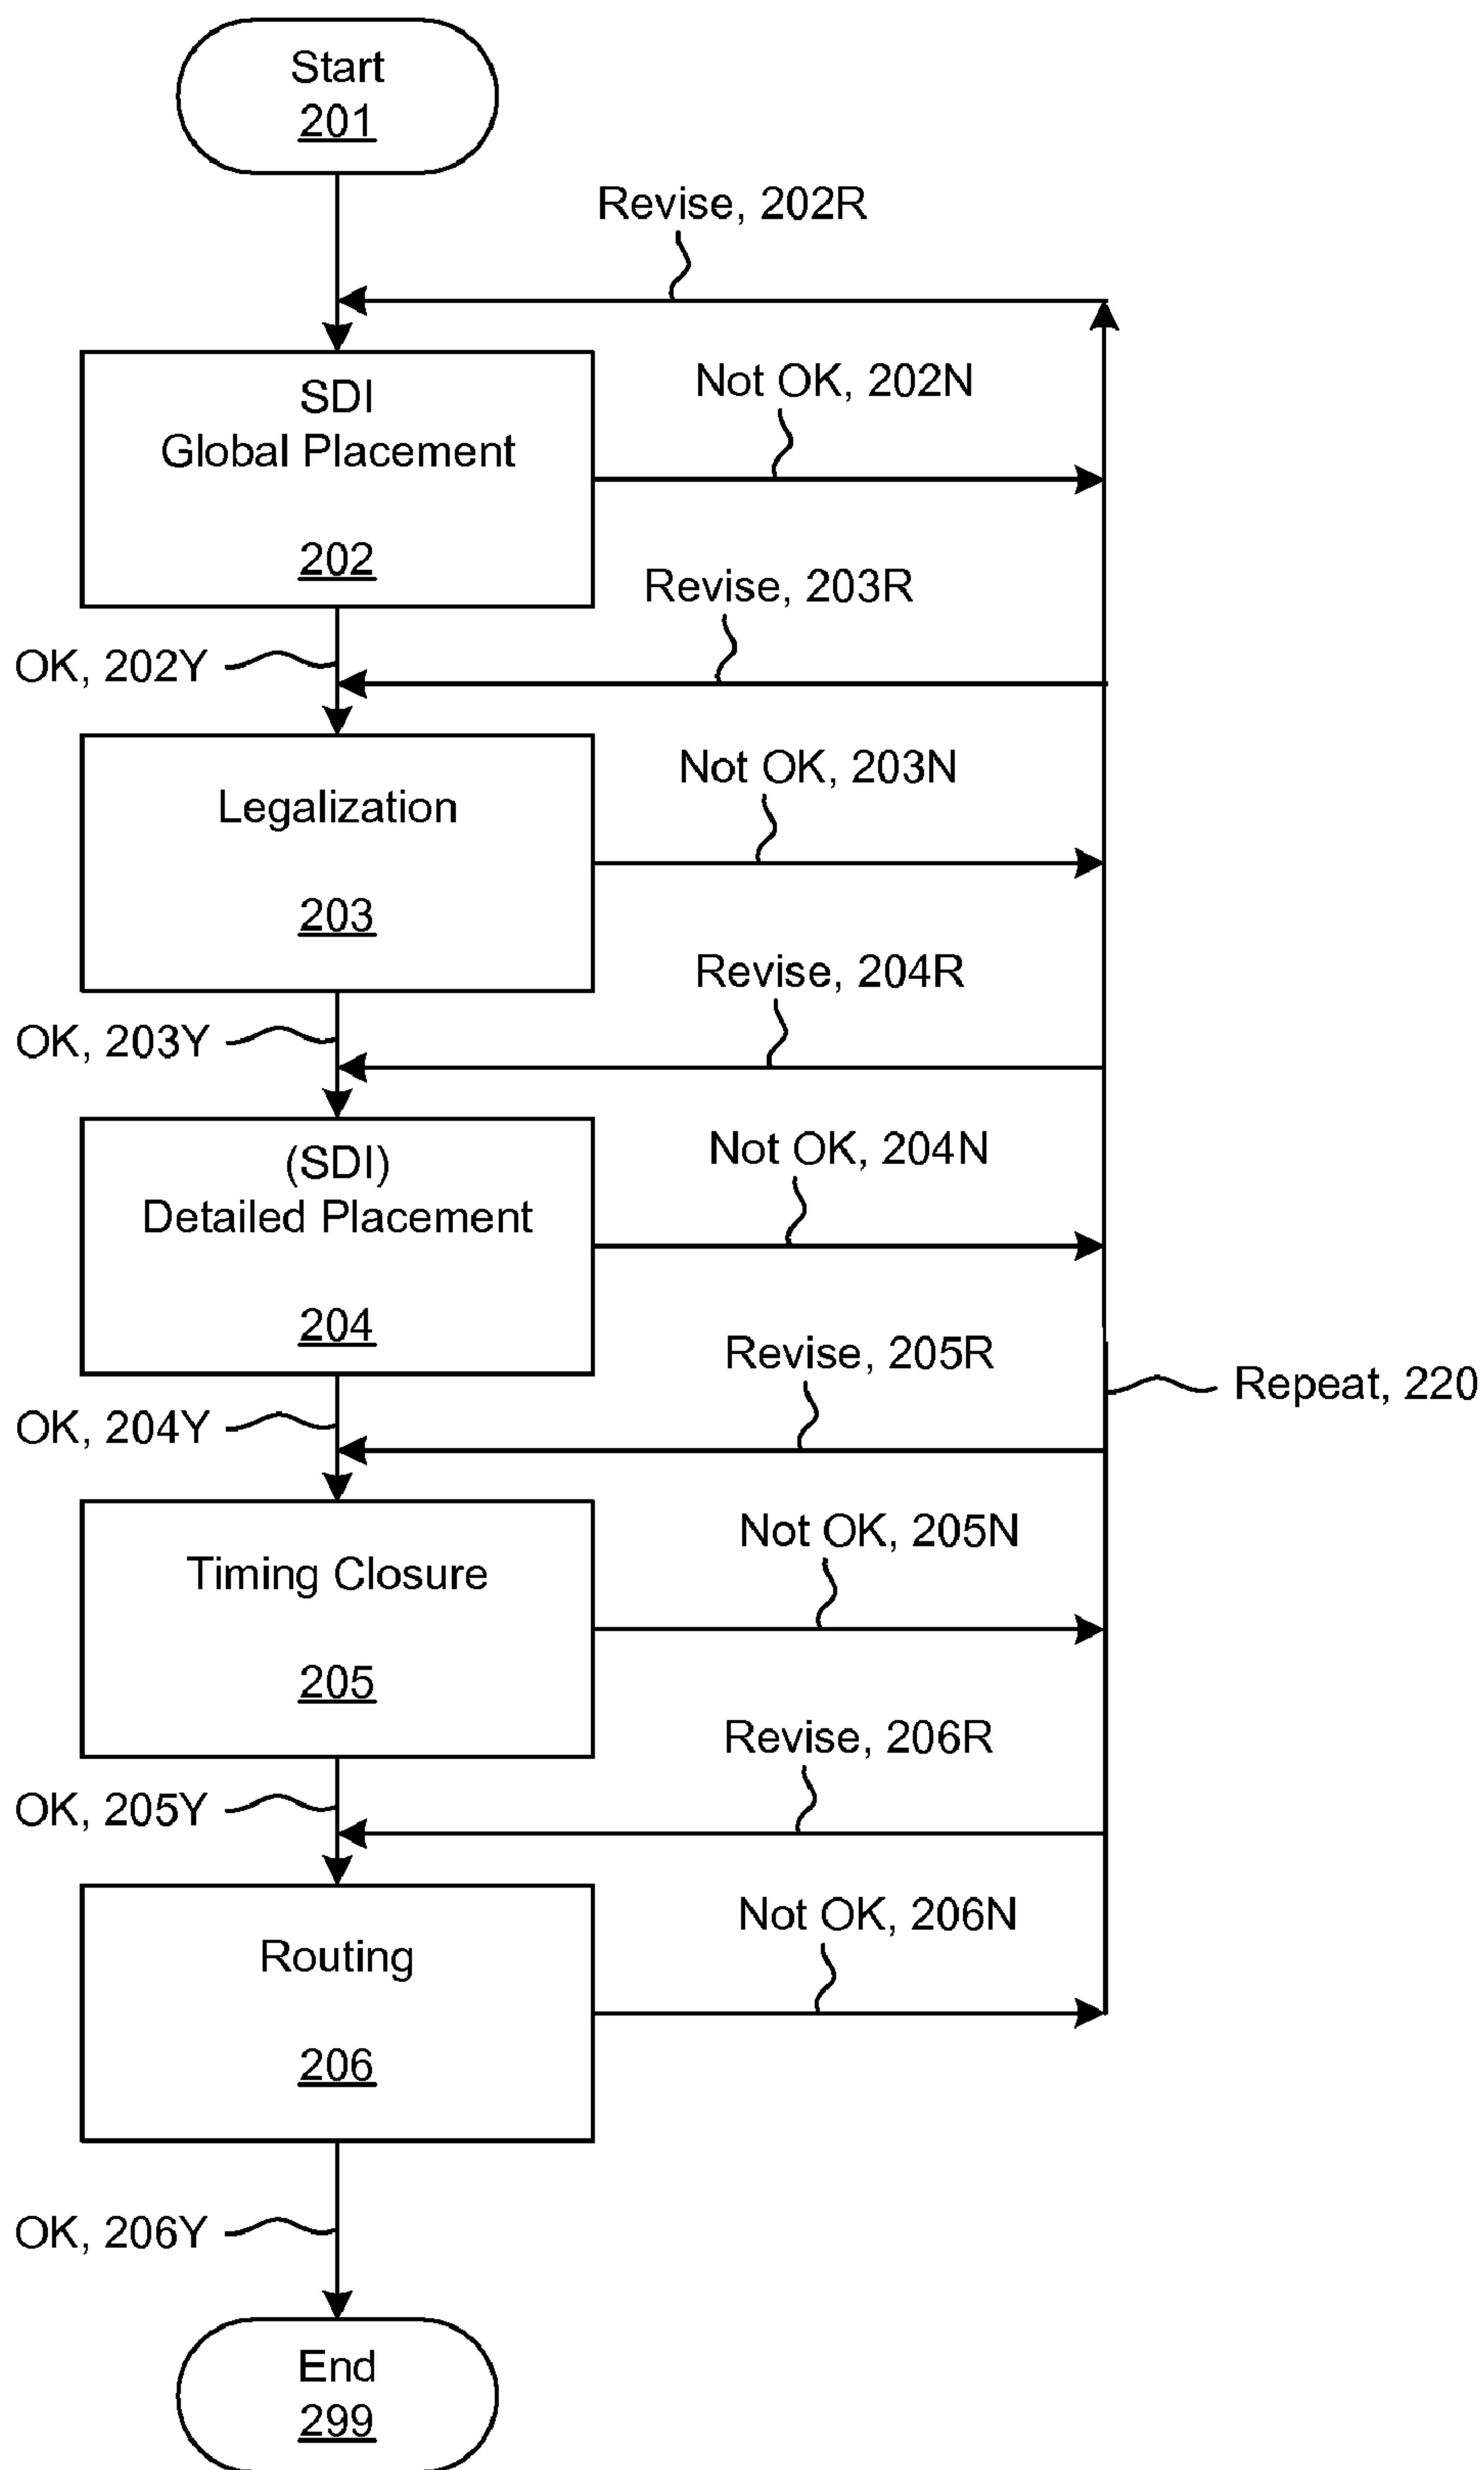 Start
201
Revise, 202R
SDI
Global Placement
202
Not OK, 202N
Revise, 203R
OK, 202Y
Legalization
203
Not OK, 203N
Revise, 204R
OK, 203Y
(SDI)
Detailed Placement
204
Not OK, 204N
Revise, 205R
Repeat, 220
OK, 204Y
Timing Closure
205
Not OK, 205N
Revise, 206R
OK, 205Y
Routing
206
Not OK, 206N
OK, 206Y
End
299